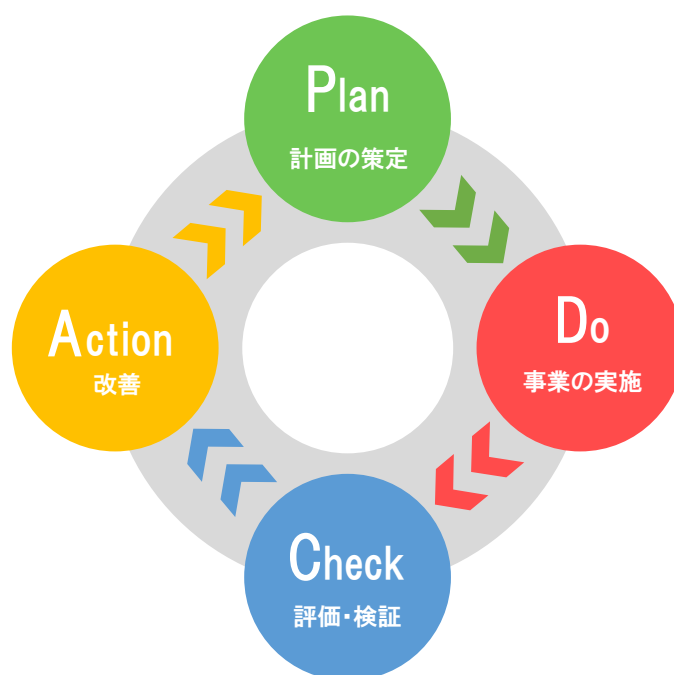 Plan
計画の策定
Do
事業の実施
Check
評価・検証
Action
改善